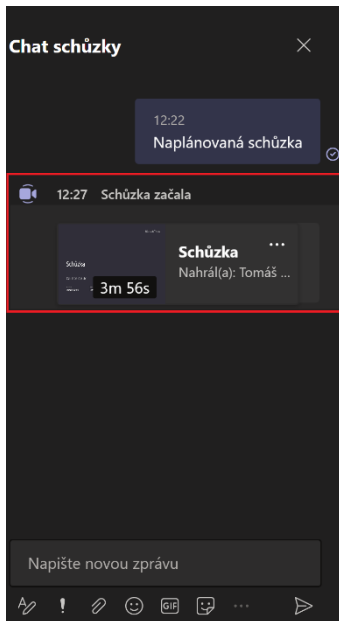 Chat schůzky
12:22
Naplánovaná schůzka
12:27 Schůzka začala
Schůzka
Schůzka
Nahrál(a): Tomáš ...
3m 56s
Napište novou zprávu
GIF